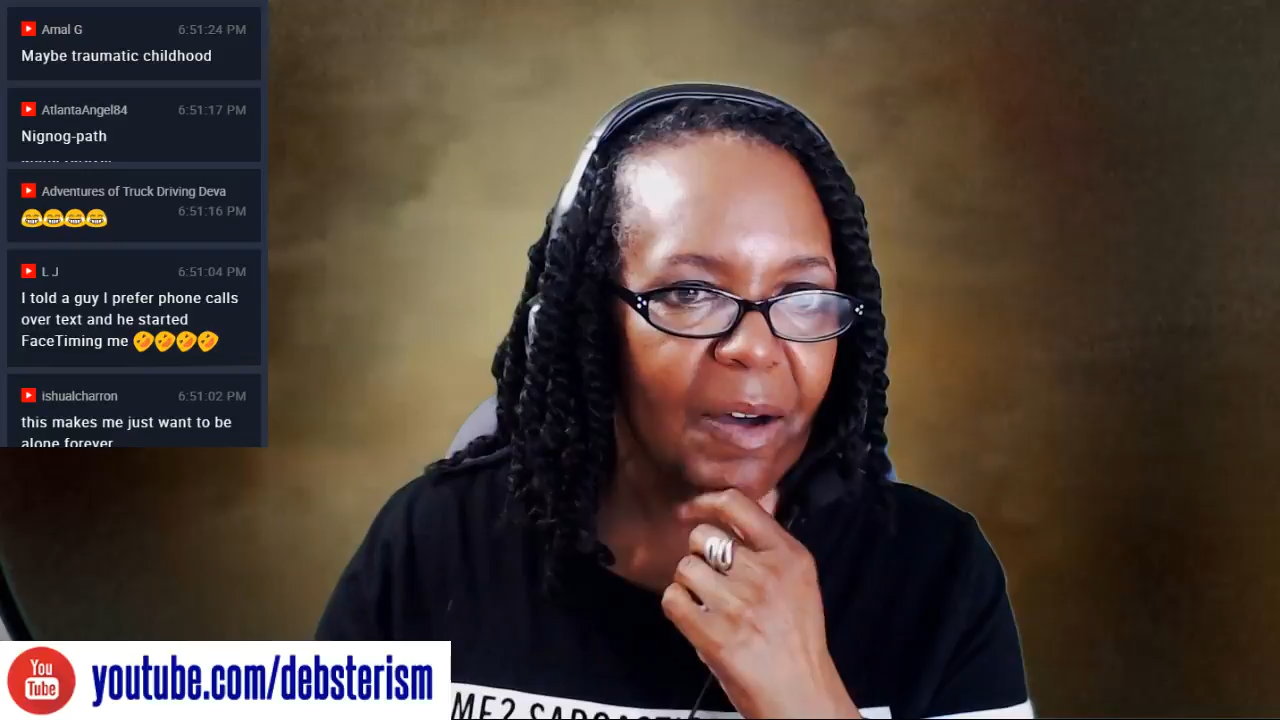 Amal G 6:51:24 PM
Maybe traumatic childhood
AtlantaAngel84 6:51:17 PM
Nignog-path
Adventures of Truck Driving Deva
6:51:16 PM
😂😂😂😂
L J 6:51:04 PM
I told a guy I prefer phone calls
over text and he started
FaceTiming me 🤣🤣🤣🤣
ishualcharron 6:51:02 PM
this makes me just want to be
alone forever
You
Tube
youtube.com/debsterism
ME?